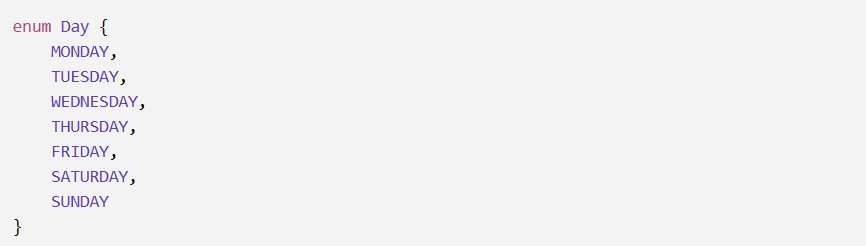 enum Day {
    MONDAY,
    TUESDAY,
    WEDNESDAY,
    THURSDAY,
    FRIDAY,
    SATURDAY,
    SUNDAY
}